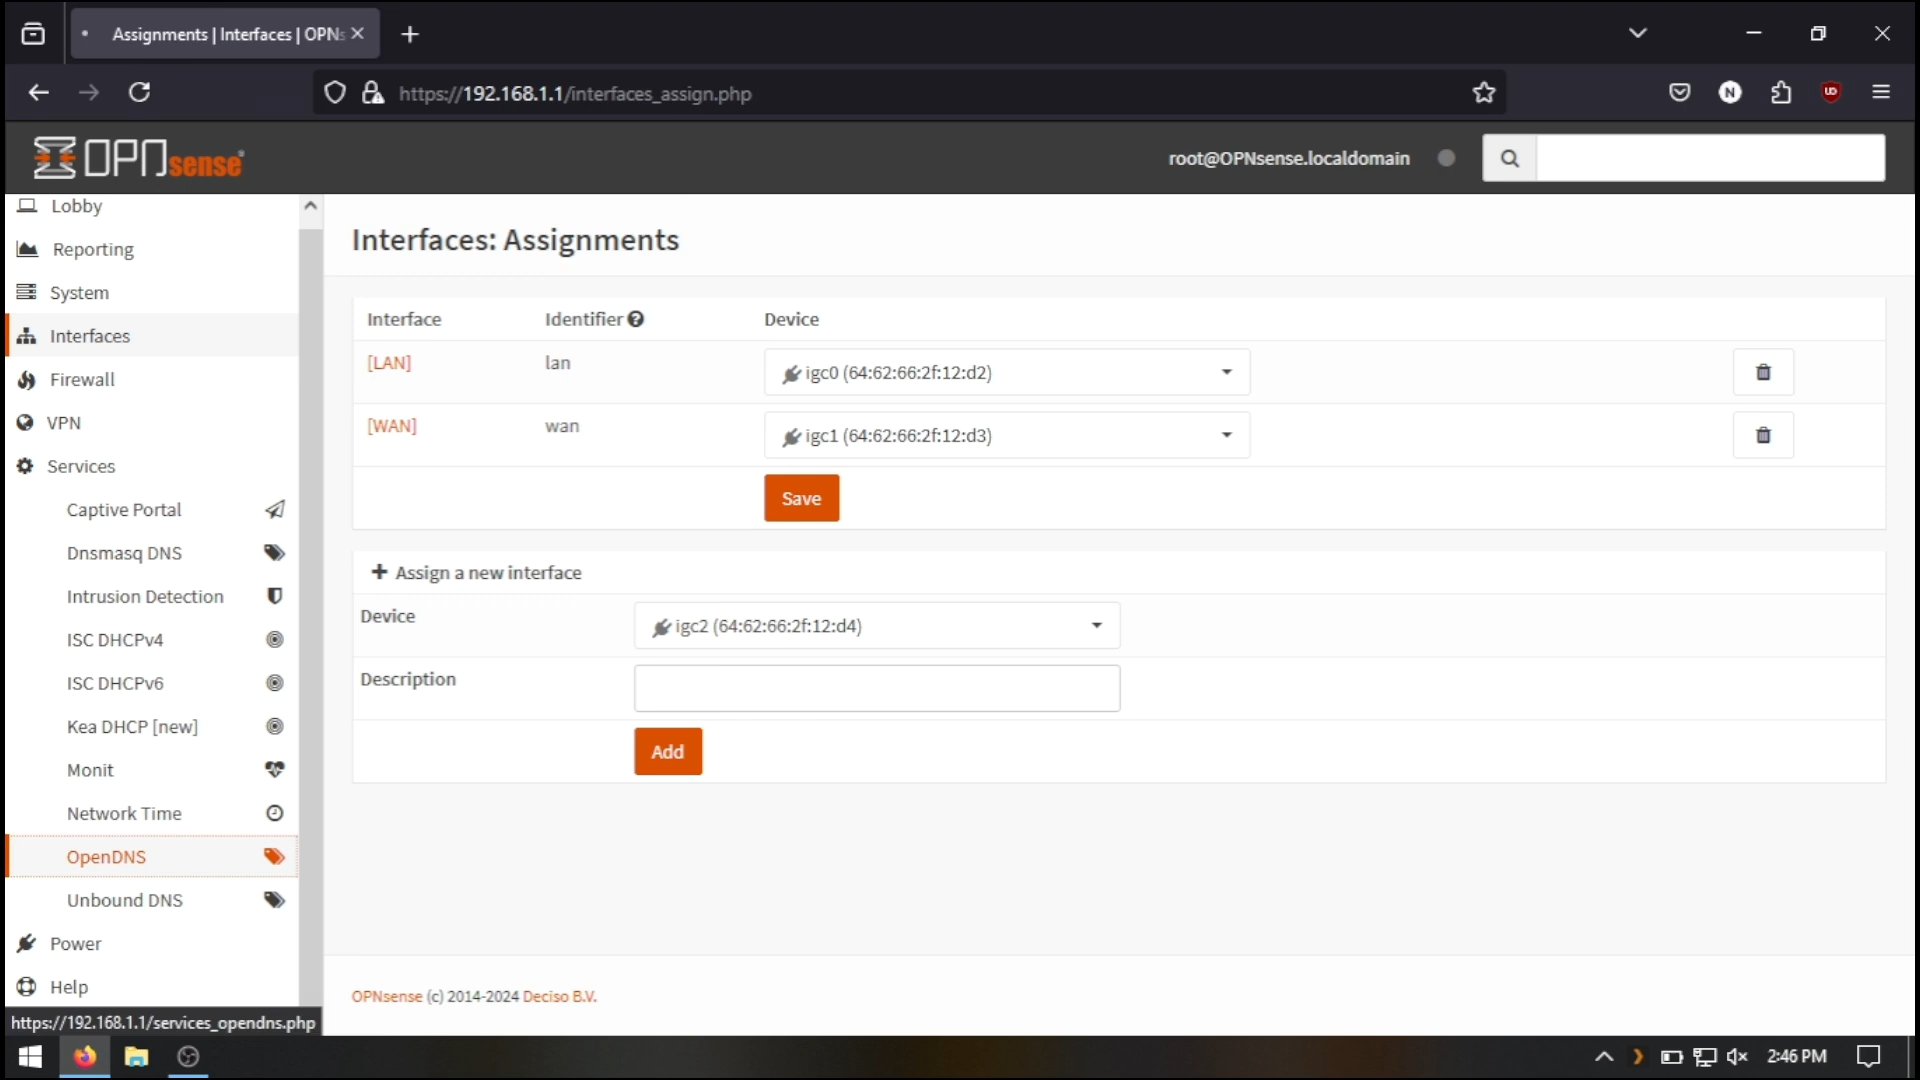 Assignments | Interfaces | OPNs
https://192.168.1.1/interfaces_assign.php
N
OPNsense
root@OPNsense.localdomain
Lobby
Reporting
System
Interfaces
Firewall
VPN
Services
Captive Portal
Dnsmasq DNS
Intrusion Detection
ISC DHCPv4
ISC DHCPv6
Kea DHCP [new]
Monit
Network Time
OpenDNS
Unbound DNS
Power
Help
https://192.168.1.1/services_opendns.php
Interfaces: Assignments
Interface Identifier Device
[LAN] lan igc0 (64:62:66:2f:12:d2)
[WAN] wan igc1 (64:62:66:2f:12:d3)
Save
Assign a new interface
Device igc2 (64:62:66:2f:12:d4)
Description
Add
OPNsense (c) 2014-2024 Deciso B.V.
2:46 PM